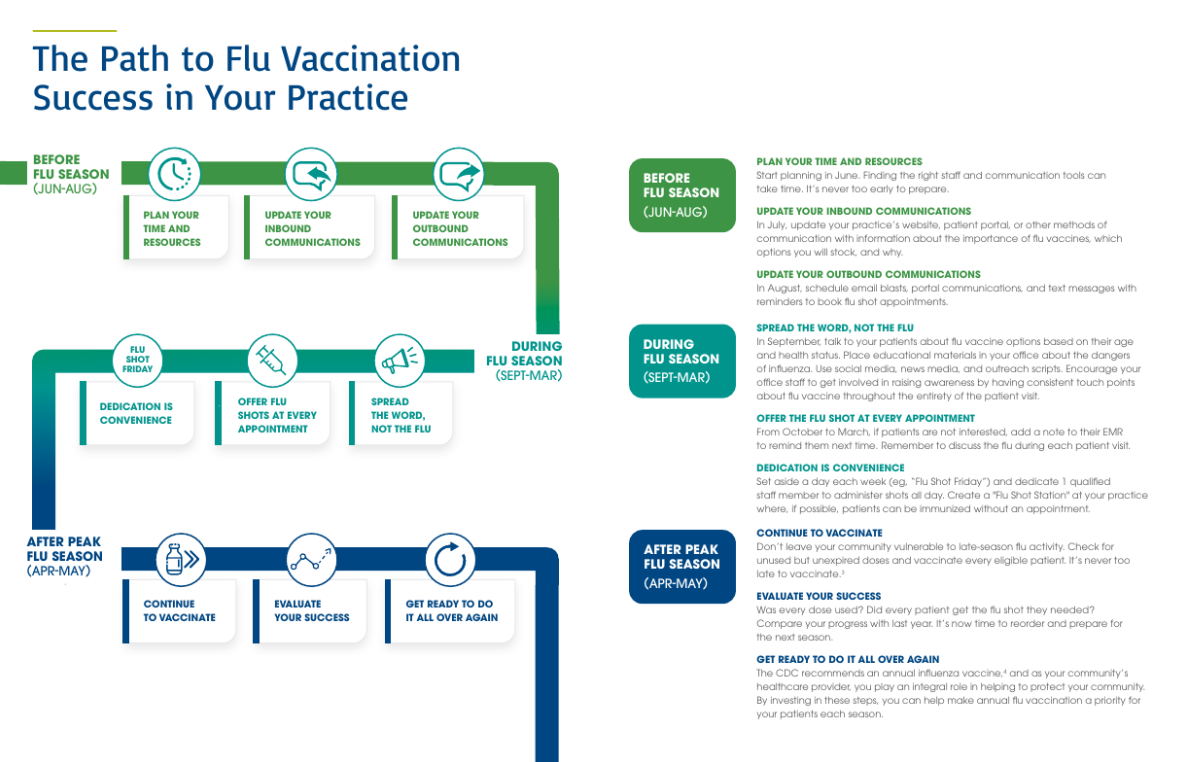 The Path to Flu Vaccination
Success in Your Practice
BEFORE
FLU SEASON
(JUN-AUG)
PLAN YOUR
TIME AND
RESOURCES
UPDATE YOUR
INBOUND
COMMUNICATIONS
UPDATE YOUR
OUTBOUND
COMMUNICATIONS
DURING
FLU SEASON
(SEPT-MAR)
FLU
SHOT
FRIDAY
DEDICATION IS
CONVENIENCE
OFFER FLU
SHOTS AT EVERY
APPOINTMENT
SPREAD
THE WORD,
NOT THE FLU
AFTER PEAK
FLU SEASON
(APR-MAY)
CONTINUE
TO VACCINATE
EVALUATE
YOUR SUCCESS
GET READY TO DO
IT ALL OVER AGAIN
BEFORE
FLU SEASON
(JUN-AUG)
PLAN YOUR TIME AND RESOURCES
Start planning in June. Finding the right staff and communication tools can
take time. It's never too early to prepare.
UPDATE YOUR INBOUND COMMUNICATIONS
In July, update your practice's website, patient portal, or other methods of
communication with information about the importance of flu vaccines, which
options you will stock, and why.
UPDATE YOUR OUTBOUND COMMUNICATIONS
In August, schedule email blasts, portal communications, and text messages with
reminders to book flu shot appointments.
DURING
FLU SEASON
(SEPT-MAR)
SPREAD THE WORD, NOT THE FLU
In September, talk to your patients about flu vaccine options based on their age
and health status. Place educational materials in your office about the dangers
of influenza. Use social media, news media, and outreach scripts. Encourage your
office staff to get involved in raising awareness by having consistent touch points
about flu vaccine throughout the entirety of the patient visit.
OFFER THE FLU SHOT AT EVERY APPOINTMENT
From October to March, if patients are not interested, add a note to their EMR
to remind them next time. Remember to discuss the flu during each patient visit.
DEDICATION IS CONVENIENCE
Set aside a day each week (eg, "Flu Shot Friday") and dedicate 1 qualified
staff member to administer shots all day. Create a "Flu Shot Station" at your practice
where, if possible, patients can be immunized without an appointment.
AFTER PEAK
FLU SEASON
(APR-MAY)
CONTINUE TO VACCINATE
Don't leave your community vulnerable to late-season flu activity. Check for
unused but unexpired doses and vaccinate every eligible patient. It's never too
late to vaccinate.³
EVALUATE YOUR SUCCESS
Was every dose used? Did every patient get the flu shot they needed?
Compare your progress with last year. It's now time to reorder and prepare for
the next season.
GET READY TO DO IT ALL OVER AGAIN
The CDC recommends an annual influenza vaccine,⁴ and as your community's
healthcare provider, you play an integral role in helping to protect your community.
By investing in these steps, you can help make annual flu vaccination a priority for
your patients each season.